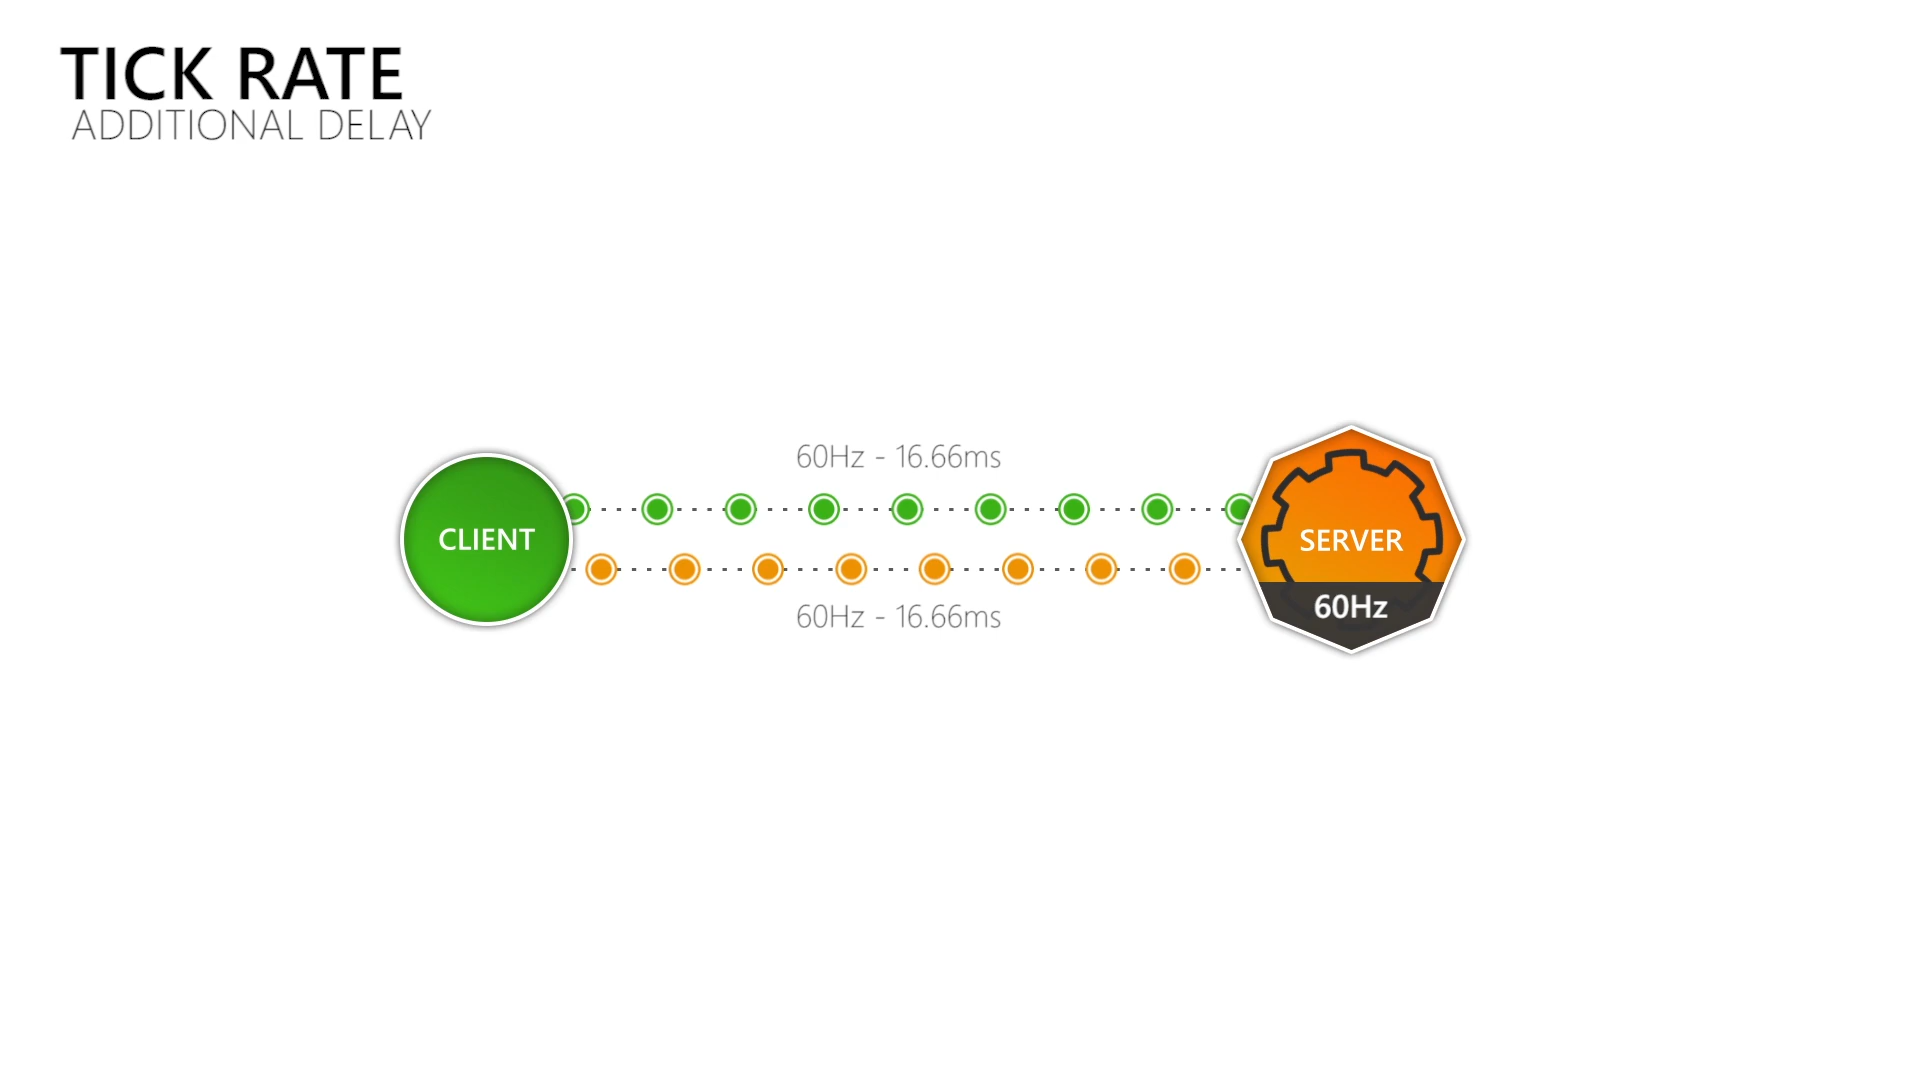 TICK RATE
ADDITIONAL DELAY
60Hz - 16.66ms
CLIENT
SERVER
60Hz
60Hz - 16.66ms